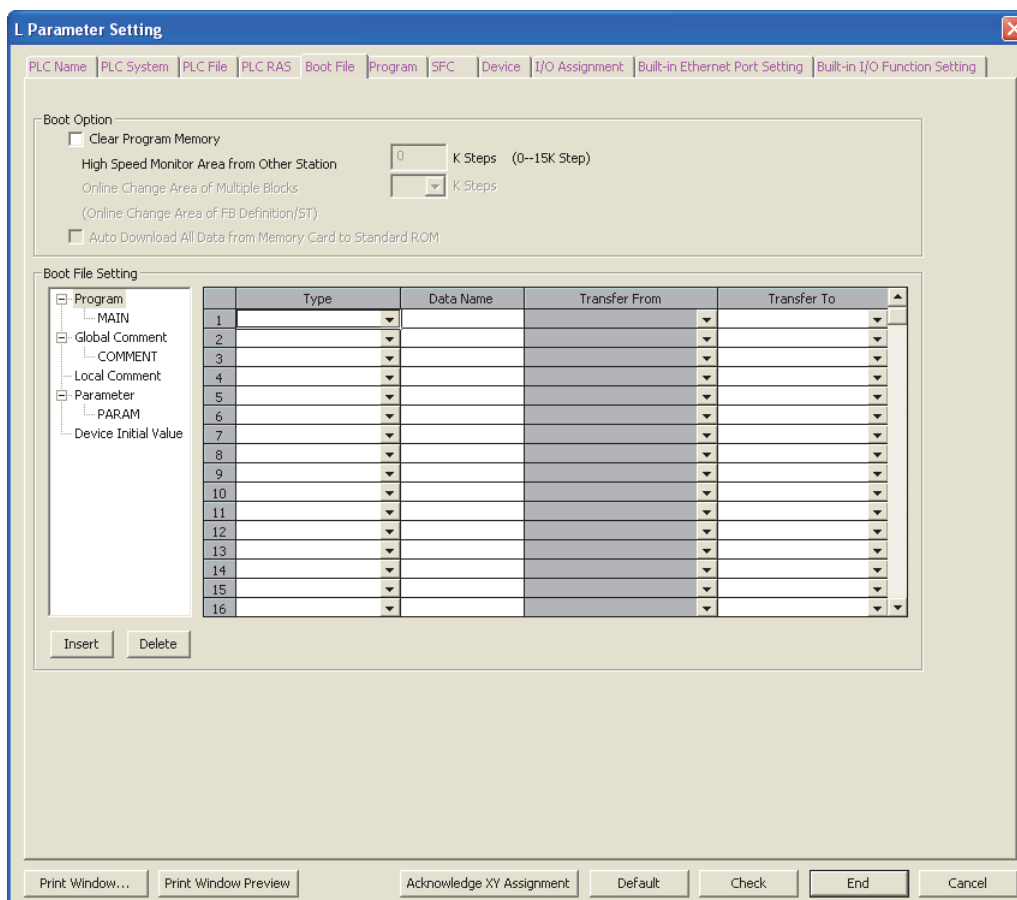 L Parameter Setting
PLC Name PLC System PLC File PLC RAS Boot File Program SFC Device I/O Assignment Built-in Ethernet Port Setting Built-in I/O Function Setting
Boot Option
Clear Program Memory
High Speed Monitor Area from Other Station 0 K Steps (0--15K Step)
Online Change Area of Multiple Blocks K Steps
(Online Change Area of FB Definition/ST)
Auto Download All Data from Memory Card to Standard ROM
Boot File Setting
Program
MAIN
Global Comment
COMMENT
Local Comment
Parameter
PARAM
Device Initial Value
Type Data Name Transfer From Transfer To
1
2
3
4
5
6
7
8
9
10
11
12
13
14
15
16
Insert Delete
Print Window... Print Window Preview Acknowledge XY Assignment Default Check End Cancel